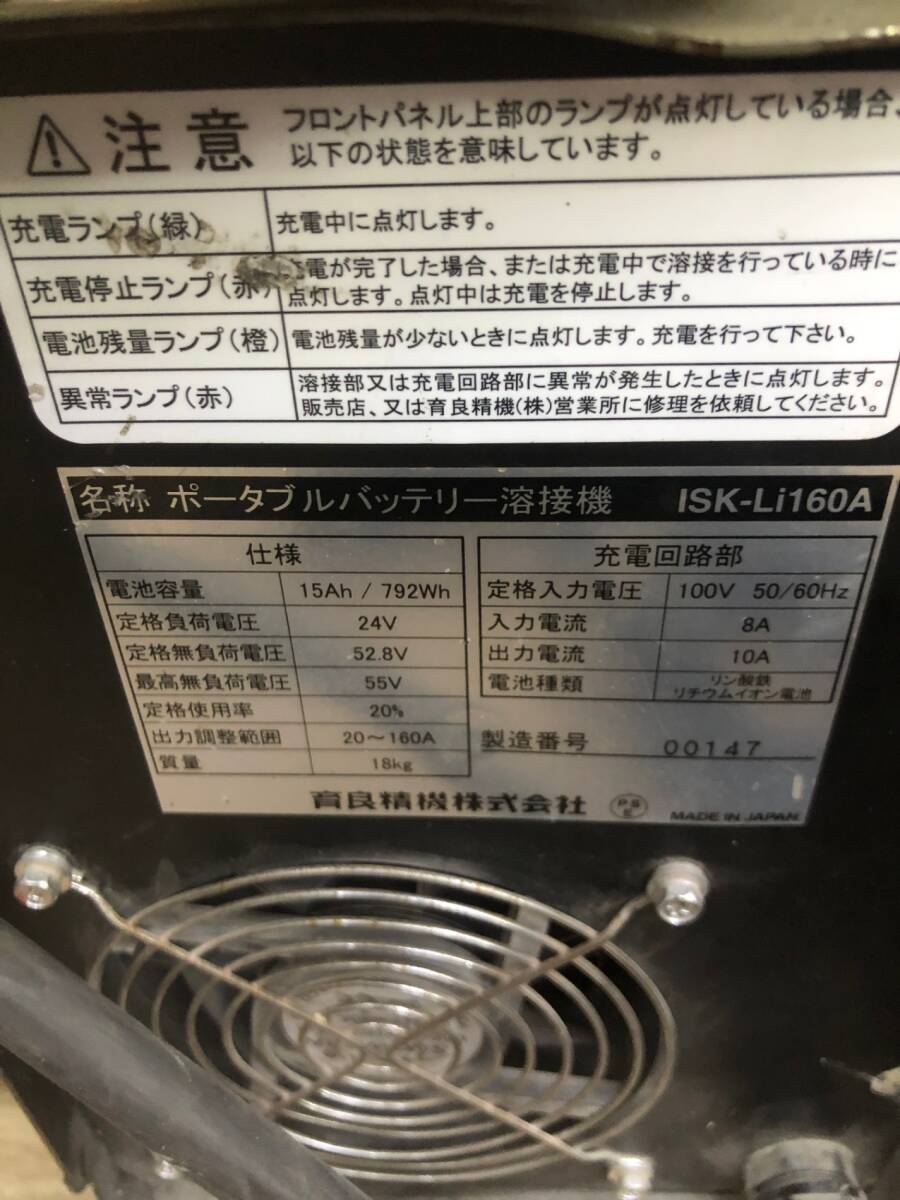 注意
フロントパネル上部のランプが点灯している場合、
以下の状態を意味しています。
充電ランプ(緑) 充電中に点灯します。
充電停止ランプ(赤) 充電が完了した場合、または充電中で溶接を行っている時に
点灯します。点灯中は充電を停止します。
電池残量ランプ(橙) 電池残量が少ないときに点灯します。充電を行って下さい。
異常ランプ(赤) 溶接部又は充電回路部に異常が発生したときに点灯します。
販売店、又は育良精機(株)営業所に修理を依頼してください。
名称 ポータブルバッテリー溶接機 ISK-Li160A
仕様
電池容量 15Ah / 792Wh
定格負荷電圧 24V
定格無負荷電圧 52.8V
最高無負荷電圧 55V
定格使用率 20%
出力調整範囲 20～160A
質量 18kg
充電回路部
定格入力電圧 100V 50/60Hz
入力電流 8A
出力電流 10A
電池種類 リン酸鉄
リチウムイオン電池
製造番号 00147
育良精機株式会社
PS
E
MADE IN JAPAN